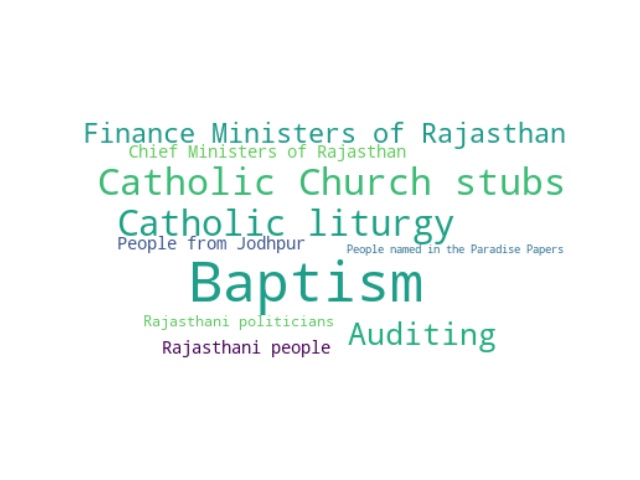 Finance Ministers of Rajasthan
Chief Ministers of Rajasthan
Catholic Church stubs
Catholic liturgy
People from Jodhpur
People named in the Paradise Papers
Baptism
Rajasthani politicians
Auditing
Rajasthani people